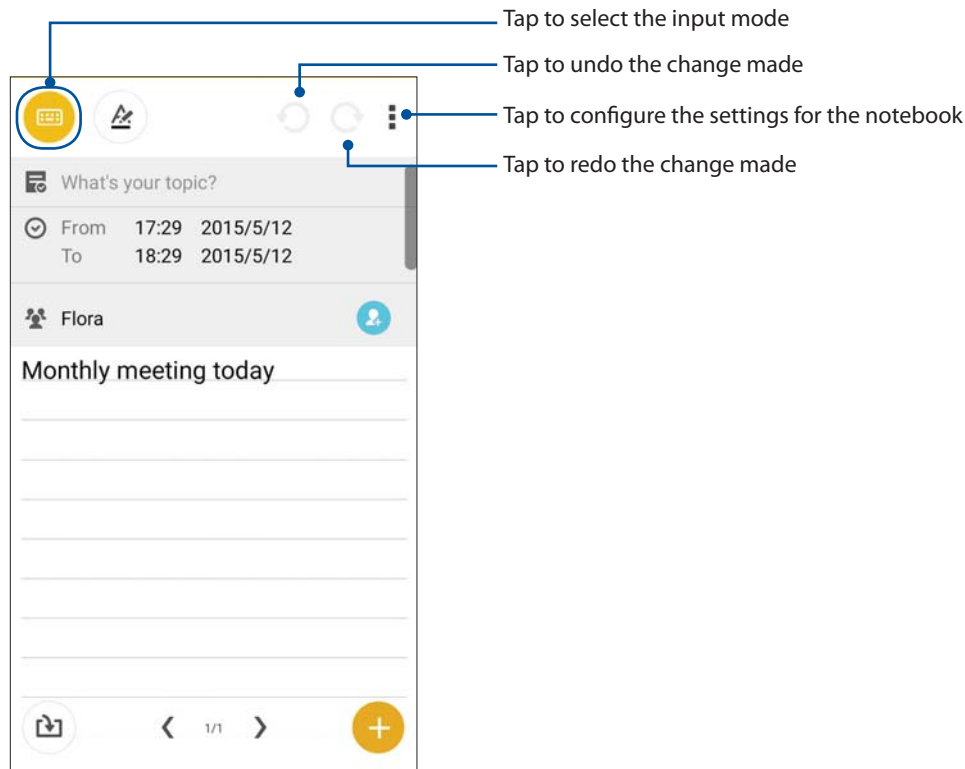 Tap to select the input mode
Tap to undo the change made
Tap to configure the settings for the notebook
Tap to redo the change made
What's your topic?
From 17:29 2015/5/12
To 18:29 2015/5/12
Flora
Monthly meeting today
1/1